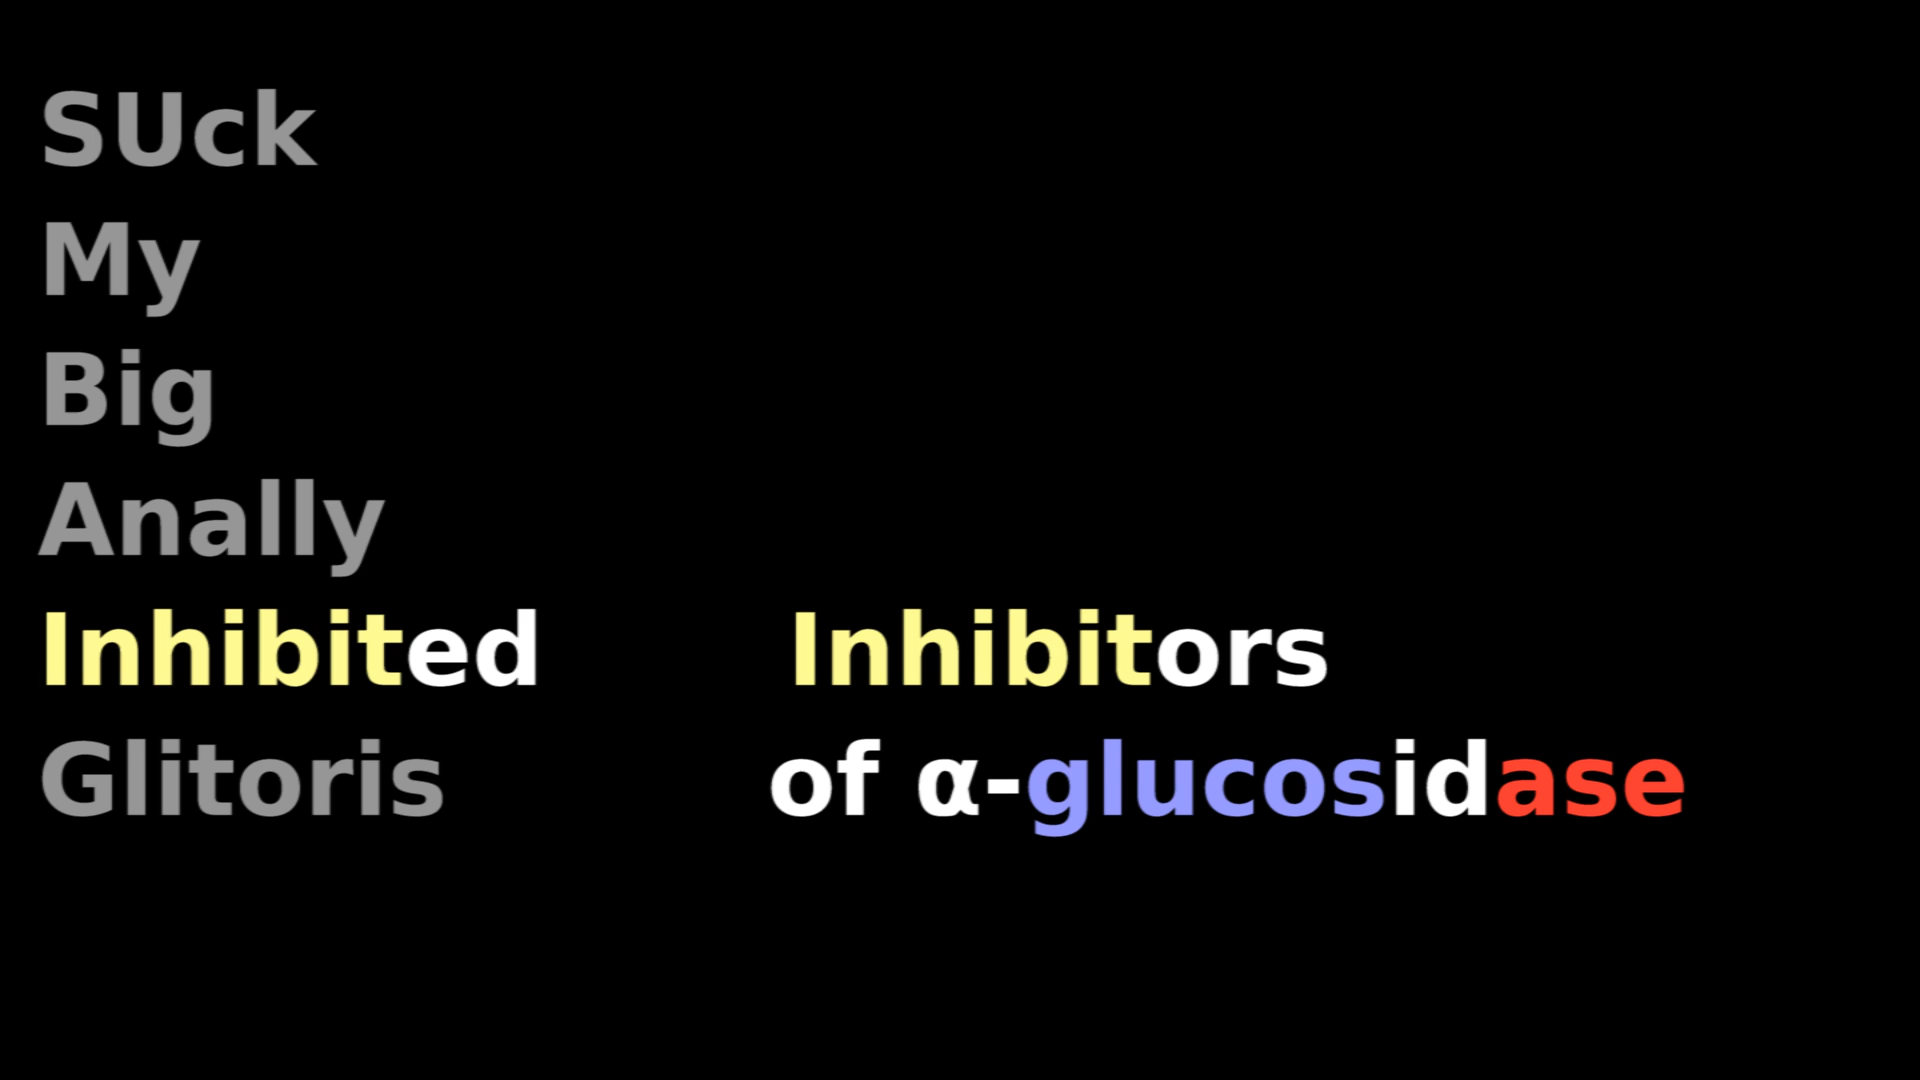 SUck
My
Big
Anally
Inhibited Inhibitors
Glitoris of α-glucosidase